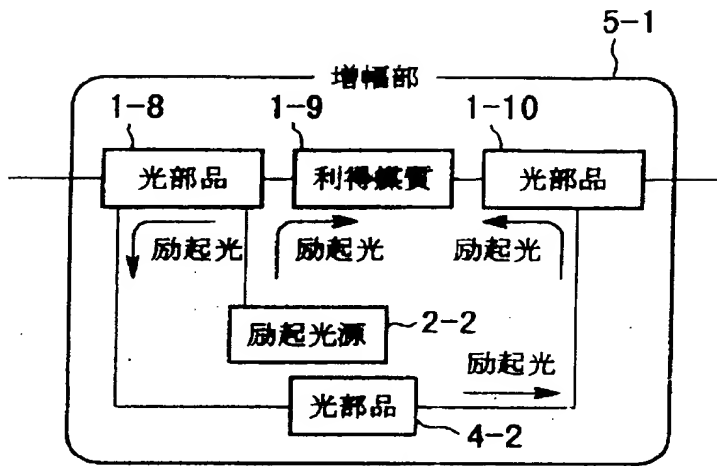 5-1
増幅部
1-8 1-9 1-10
光部品 利得媒質 光部品
励起光 励起光 励起光
励起光源 2-2
励起光
光部品
4-2